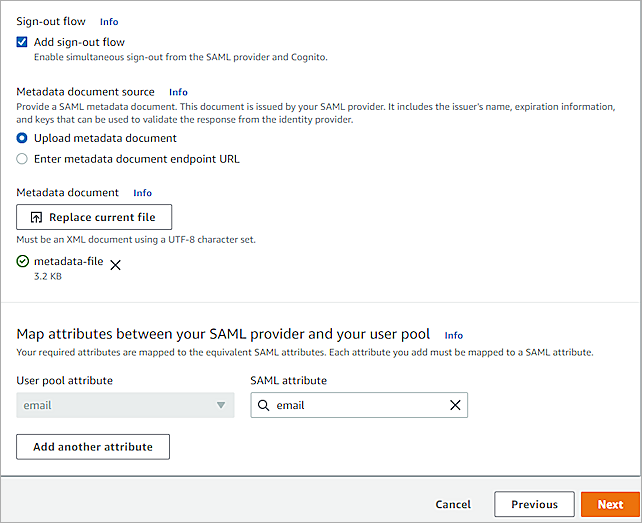 Sign-out flow Info
Add sign-out flow
Enable simultaneous sign-out from the SAML provider and Cognito.
Metadata document source Info
Provide a SAML metadata document. This document is issued by your SAML provider. It includes the issuer's name, expiration information,
and keys that can be used to validate the response from the identity provider.
Upload metadata document
Enter metadata document endpoint URL
Metadata document Info
Replace current file
Must be an XML document using a UTF-8 character set.
metadata-file
3.2 KB
Map attributes between your SAML provider and your user pool Info
Your required attributes are mapped to the equivalent SAML attributes. Each attribute you add must be mapped to a SAML attribute.
User pool attribute SAML attribute
email email
Add another attribute
Cancel Previous Next